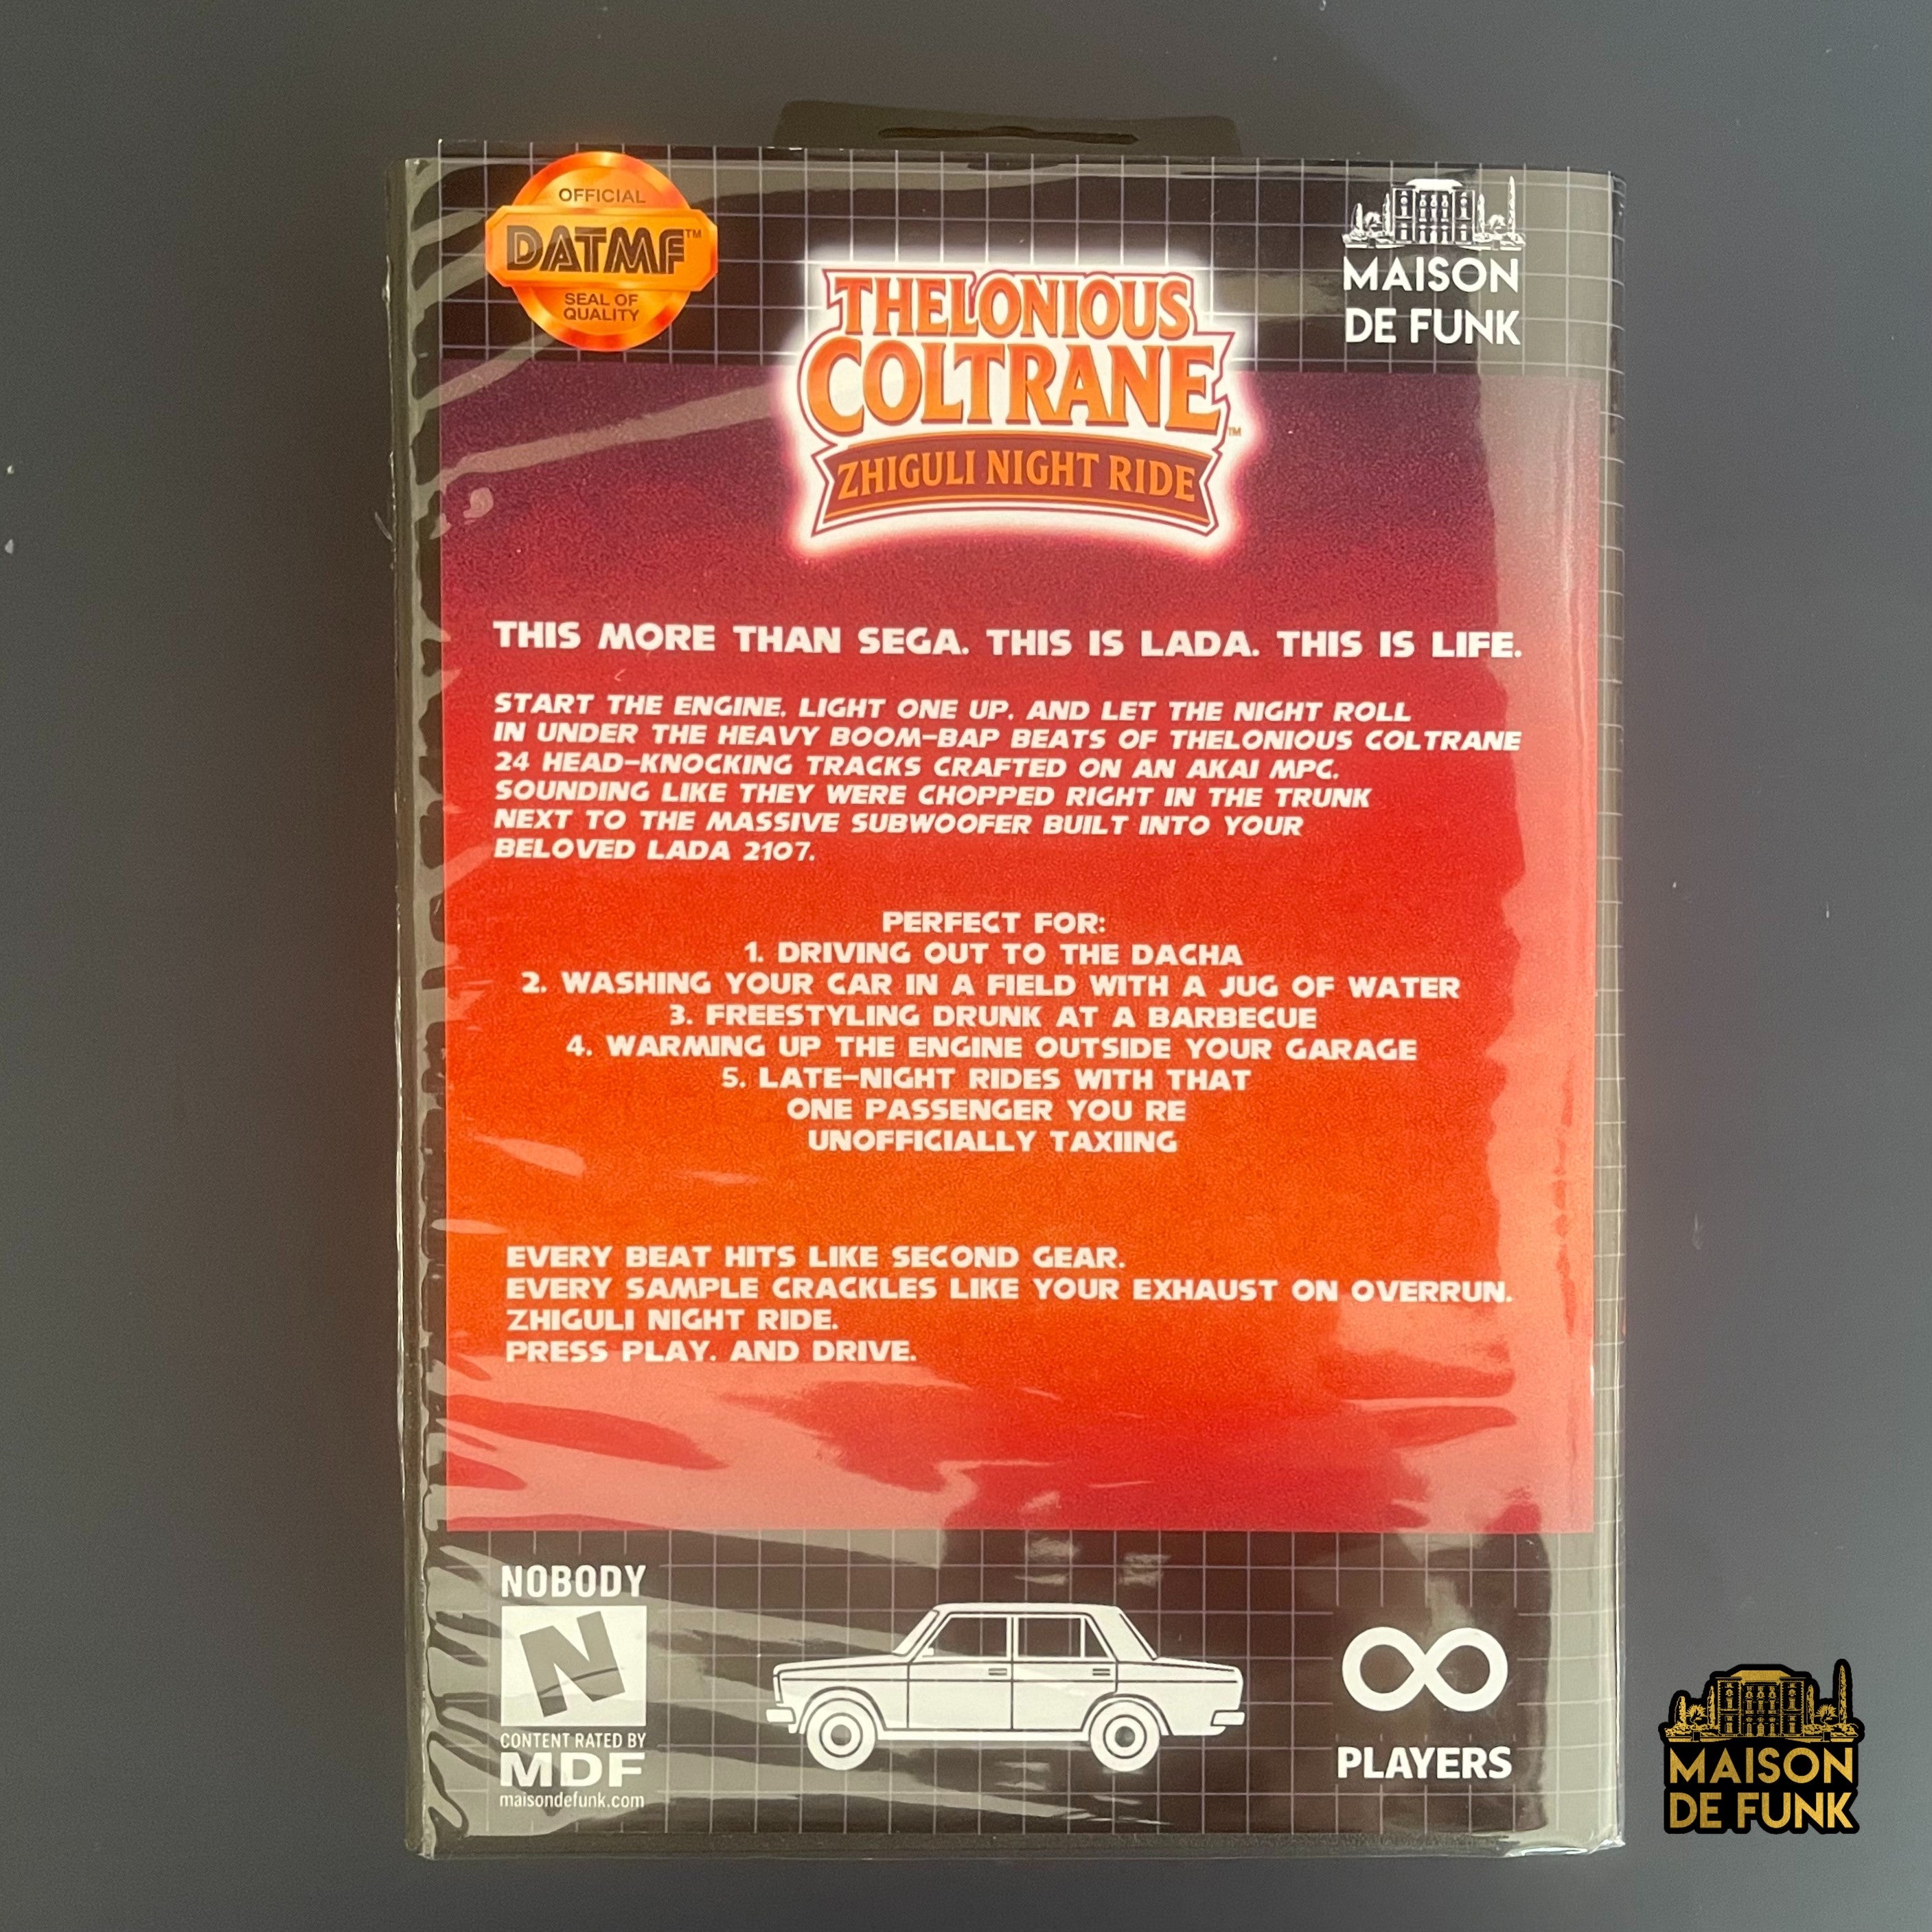 OFFICIAL
DATMF™
SEAL OF
QUALITY
MAISON
DE FUNK
THELONIOUS
COLTRANE™
ZHIGULI NIGHT RIDE
THIS MORE THAN SEGA. THIS IS LADA. THIS IS LIFE.
START THE ENGINE. LIGHT ONE UP. AND LET THE NIGHT ROLL
IN UNDER THE HEAVY BOOM-BAP BEATS OF THELONIOUS COLTRANE
24 HEAD-KNOCKING TRACKS CRAFTED ON AN AKAI MPC.
SOUNDING LIKE THEY WERE CHOPPED RIGHT IN THE TRUNK
NEXT TO THE MASSIVE SUBWOOFER BUILT INTO YOUR
BELOVED LADA 2107.
PERFECT FOR:
1. DRIVING OUT TO THE DACHA
2. WASHING YOUR CAR IN A FIELD WITH A JUG OF WATER
3. FREESTYLING DRUNK AT A BARBECUE
4. WARMING UP THE ENGINE OUTSIDE YOUR GARAGE
5. LATE-NIGHT RIDES WITH THAT
ONE PASSENGER YOU RE
UNOFFICIALLY TAXIING
EVERY BEAT HITS LIKE SECOND GEAR.
EVERY SAMPLE CRACKLES LIKE YOUR EXHAUST ON OVERRUN.
ZHIGULI NIGHT RIDE.
PRESS PLAY. AND DRIVE.
NOBODY
N
CONTENT RATED BY
MDF
maisondefunk.com
∞
PLAYERS
MAISON
DE FUNK